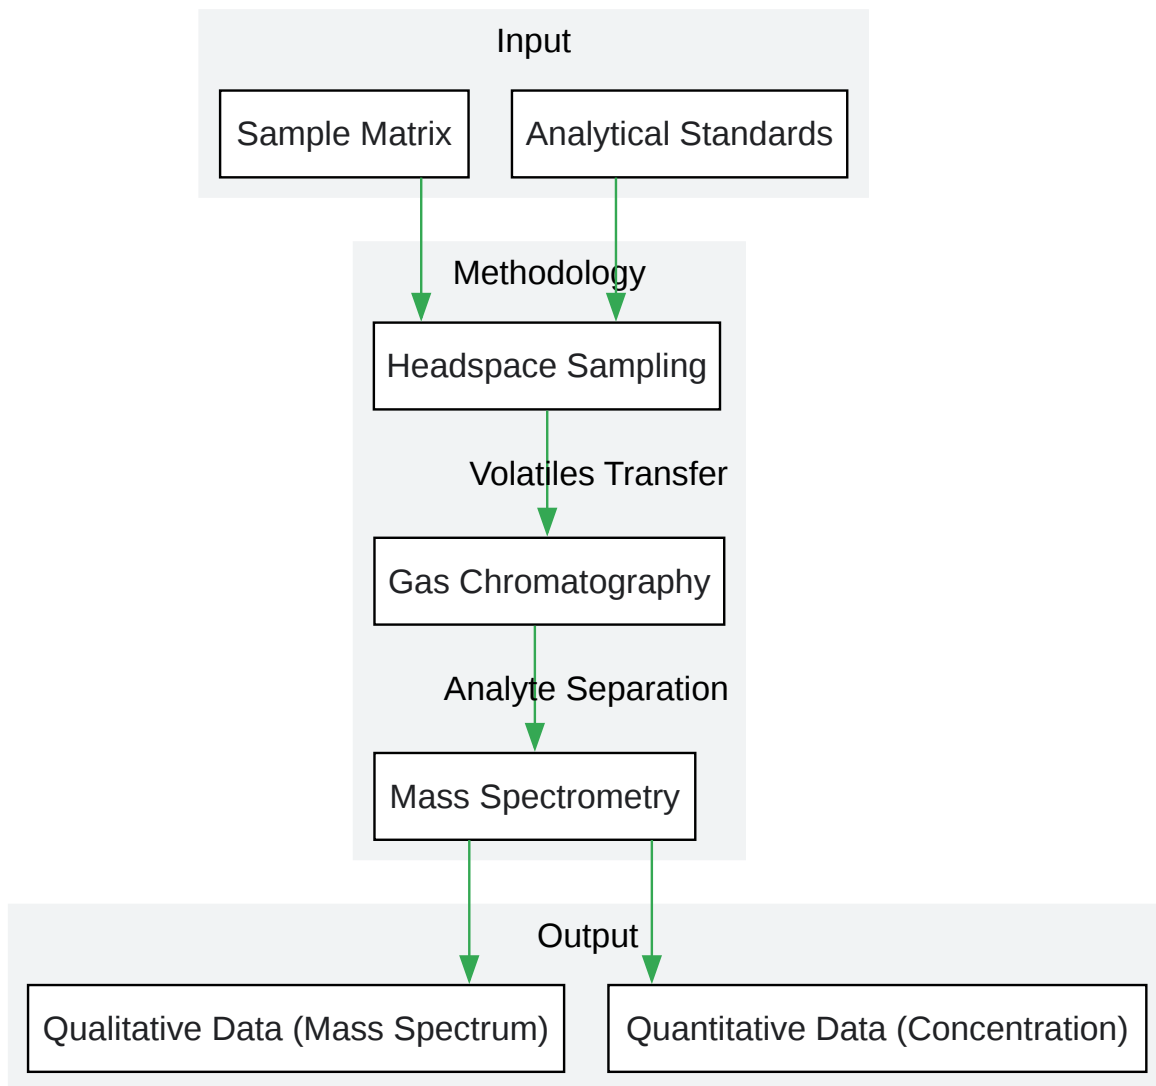 Input
Sample Matrix
Analytical Standards
Methodology
Headspace Sampling
Volatiles Transfer
Gas Chromatography
Analyte Separation
Mass Spectrometry
Output
Qualitative Data (Mass Spectrum)
Quantitative Data (Concentration)